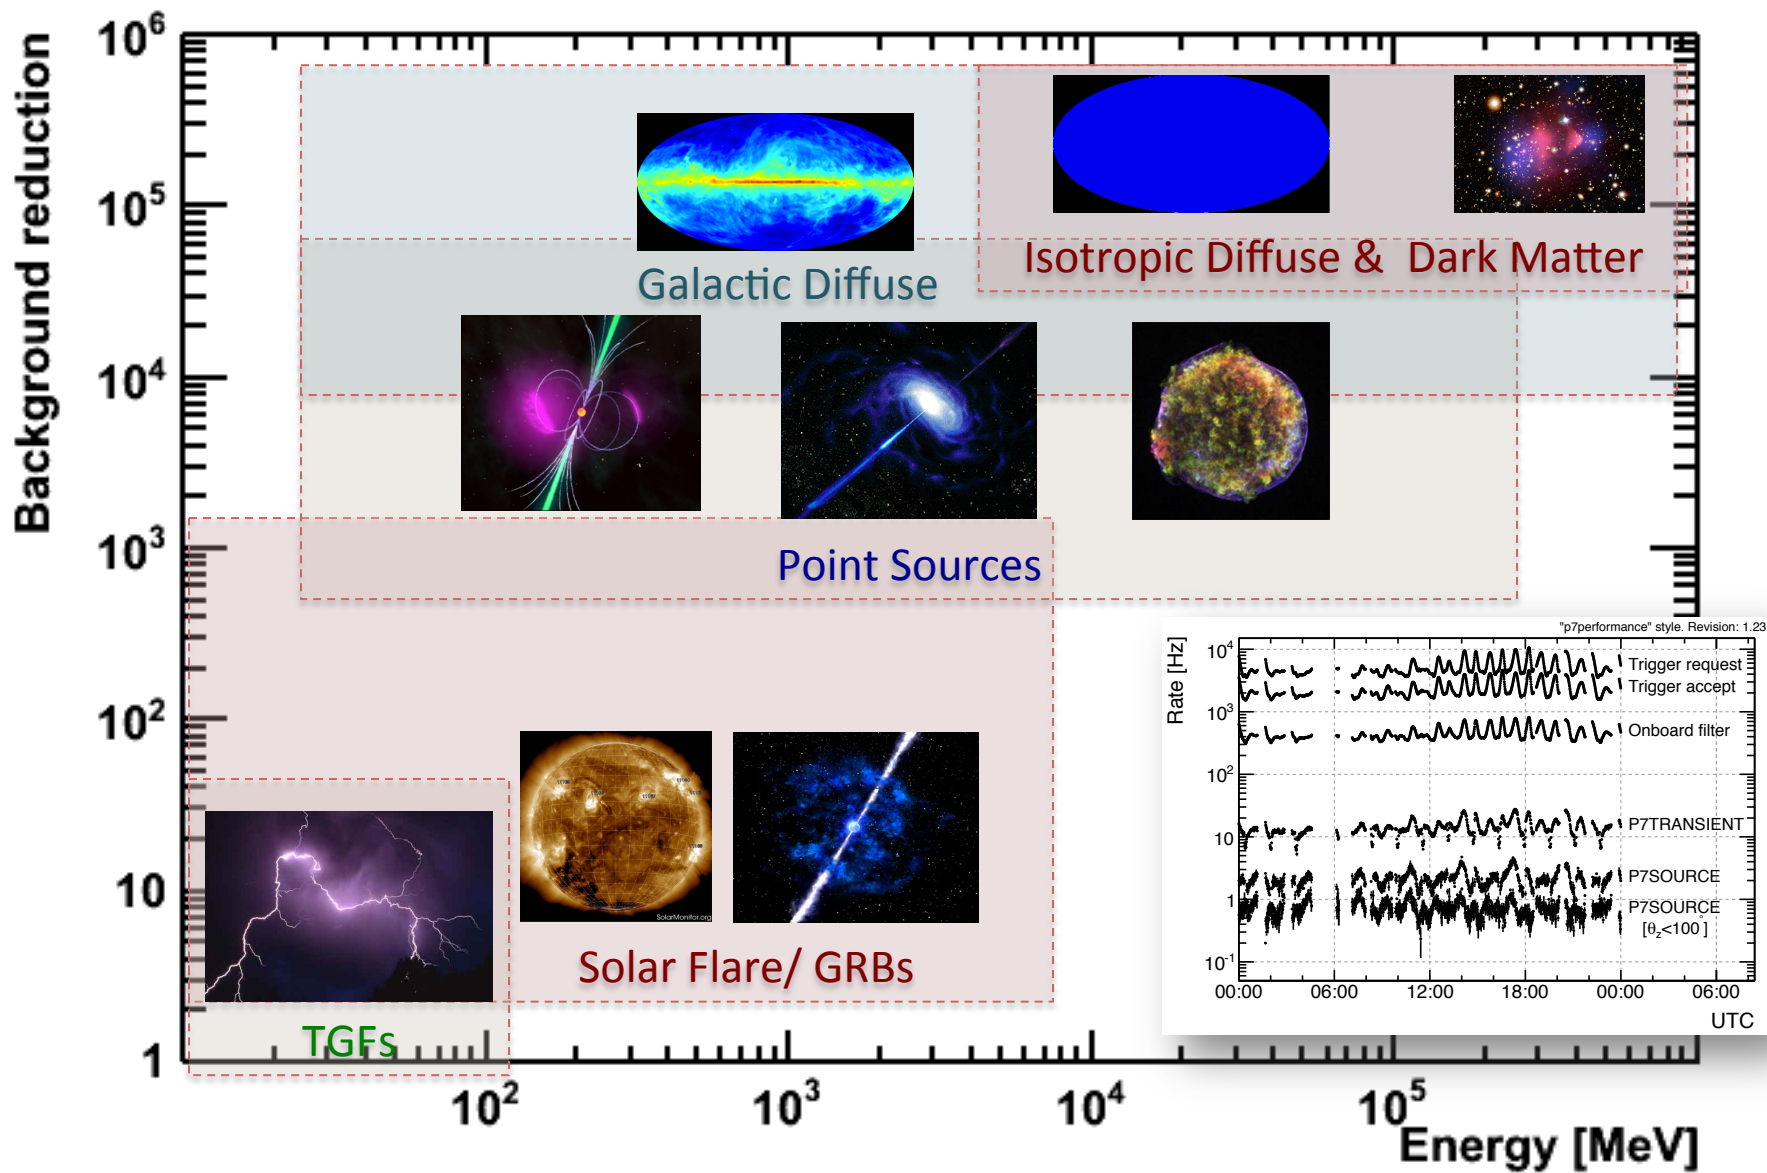 Background reduction
10^6
10^5
10^4
10^3
10^2
10
1
Galactic Diffuse
Isotropic Diffuse & Dark Matter
Point Sources
SolarMonitor.org
Solar Flare/ GRBs
TGFs
10^2
10^3
10^4
10^5
Energy [MeV]
"p7performance" style. Revision: 1.23
Rate [Hz]
10^4
10^3
10^2
10
1
10^-1
Trigger request
Trigger accept
Onboard filter
P7TRANSIENT
P7SOURCE
P7SOURCE
[θz<100°]
00:00
06:00
12:00
18:00
00:00
06:00
UTC